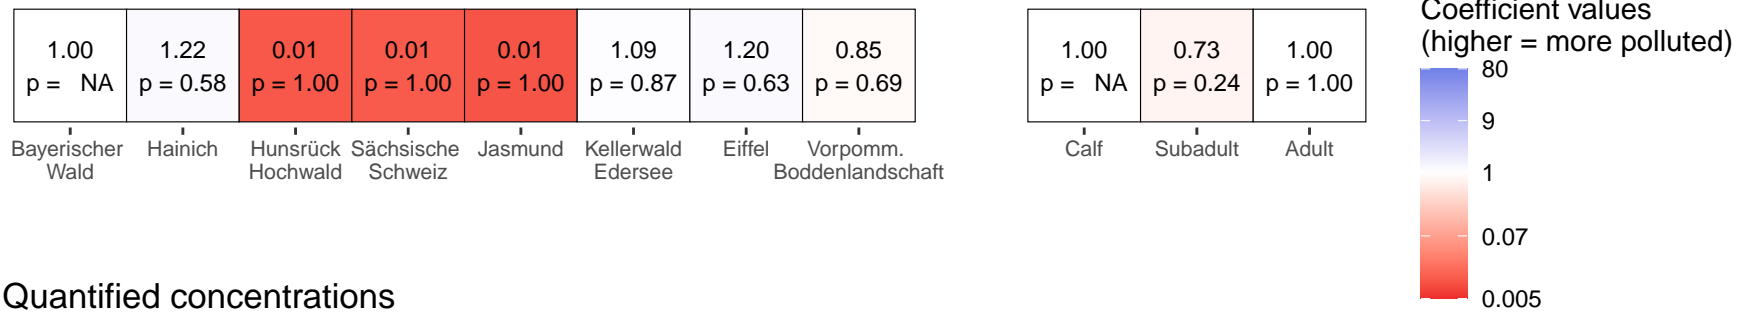 1.00 1.22 0.01 0.01 0.01 1.09 1.20 0.85
p = NA p = 0.58 p = 1.00 p = 1.00 p = 1.00 p = 0.87 p = 0.63 p = 0.69
Bayerischer Hainich Hunsrück Sächsische Jasmund Kellerwald Eiffel Vorpomm.
Wald Hochwald Schweiz Edersee Boddenlandschaft
1.00 0.73 1.00
p = NA p = 0.24 p = 1.00
Calf Subadult Adult
Coefficient values
(higher = more polluted)
80
9
1
0.07
0.005
Quantified concentrations